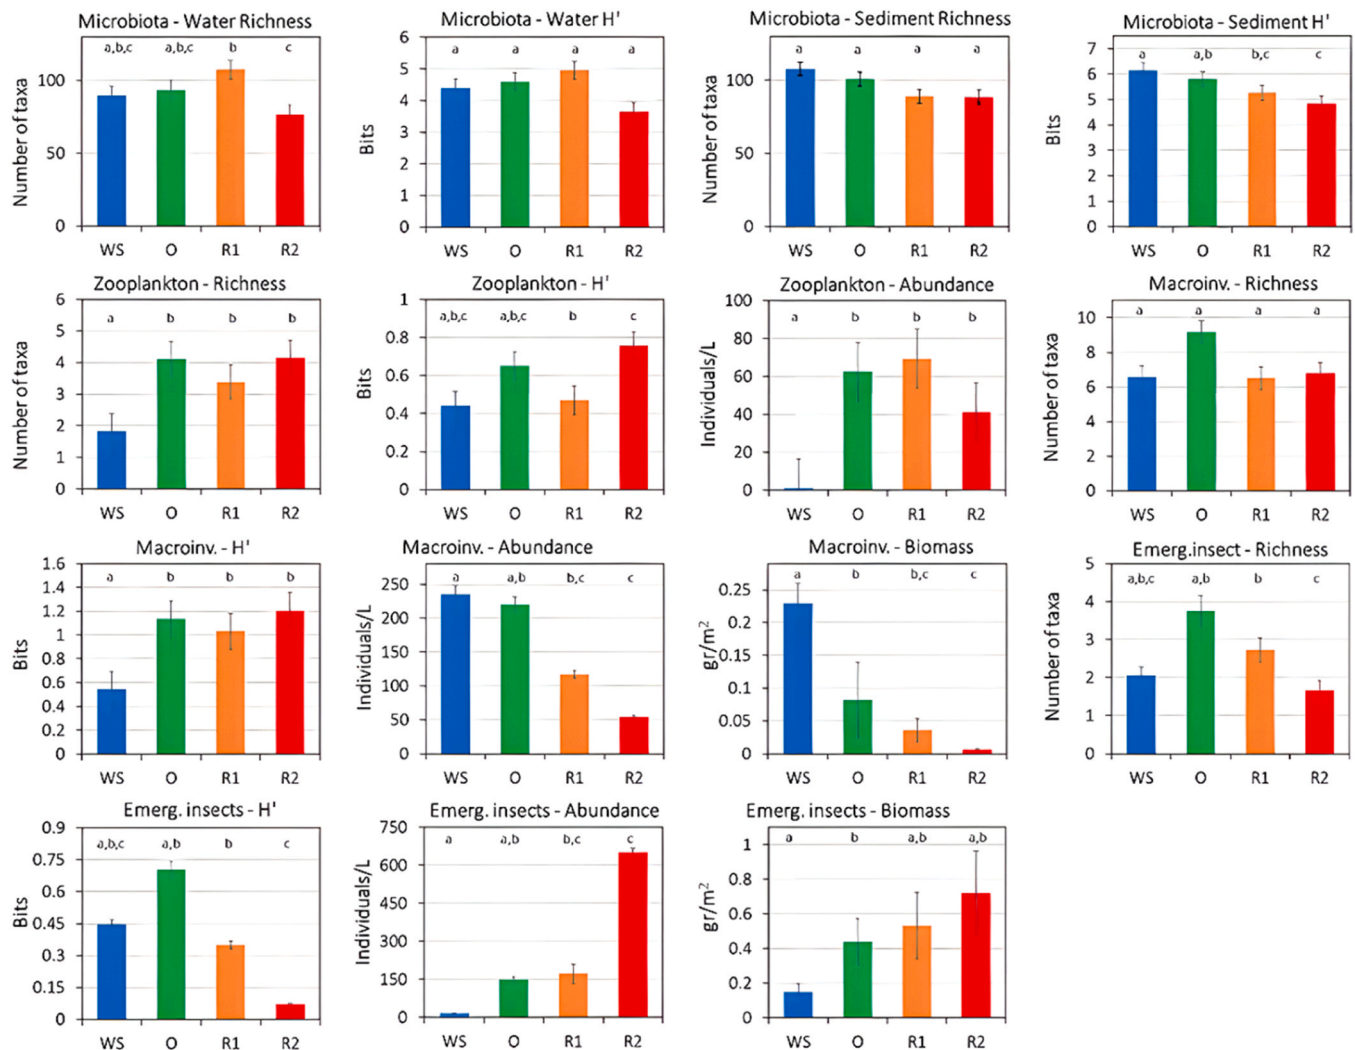 Microbiota - Water Richness
Number of taxa
100
50
0
a,b,c a,b,c b c
WS O R1 R2
Microbiota - Water H'
Bits
6
5
4
3
2
1
0
a a a a
WS O R1 R2
Microbiota - Sediment Richness
Number of taxa
100
50
0
a a a a
WS O R1 R2
Microbiota - Sediment H'
Bits
7
6
5
4
3
2
1
0
a a,b b,c c
WS O R1 R2
Zooplankton - Richness
Number of taxa
6
5
4
3
2
1
0
a b b b
WS O R1 R2
Zooplankton - H'
Bits
1
0.8
0.6
0.4
0.2
0
a,b,c a,b,c b c
WS O R1 R2
Zooplankton - Abundance
Individuals/L
100
80
60
40
20
0
a b b b
WS O R1 R2
Macroinv. - Richness
Number of taxa
10
8
6
4
2
0
a a a a
WS O R1 R2
Macroinv. - H'
Bits
1.6
1.4
1.2
1
0.8
0.6
0.4
0.2
0
a b b b
WS O R1 R2
Macroinv. - Abundance
Individuals/L
250
200
150
100
50
0
a a,b b,c c
WS O R1 R2
Macroinv. - Biomass
gr/m²
0.25
0.2
0.15
0.1
0.05
0
a b b,c c
WS O R1 R2
Emerg.insect - Richness
Number of taxa
5
4
3
2
1
0
a,b,c a,b b c
WS O R1 R2
Emerg. insects - H'
Bits
0.9
0.75
0.6
0.45
0.3
0.15
0
a,b,c a,b b c
WS O R1 R2
Emerg. insects - Abundance
Individuals/L
750
600
450
300
150
0
a a,b b,c c
WS O R1 R2
Emerg. insects - Biomass
gr/m²
1
0.8
0.6
0.4
0.2
0
a b a,b a,b
WS O R1 R2